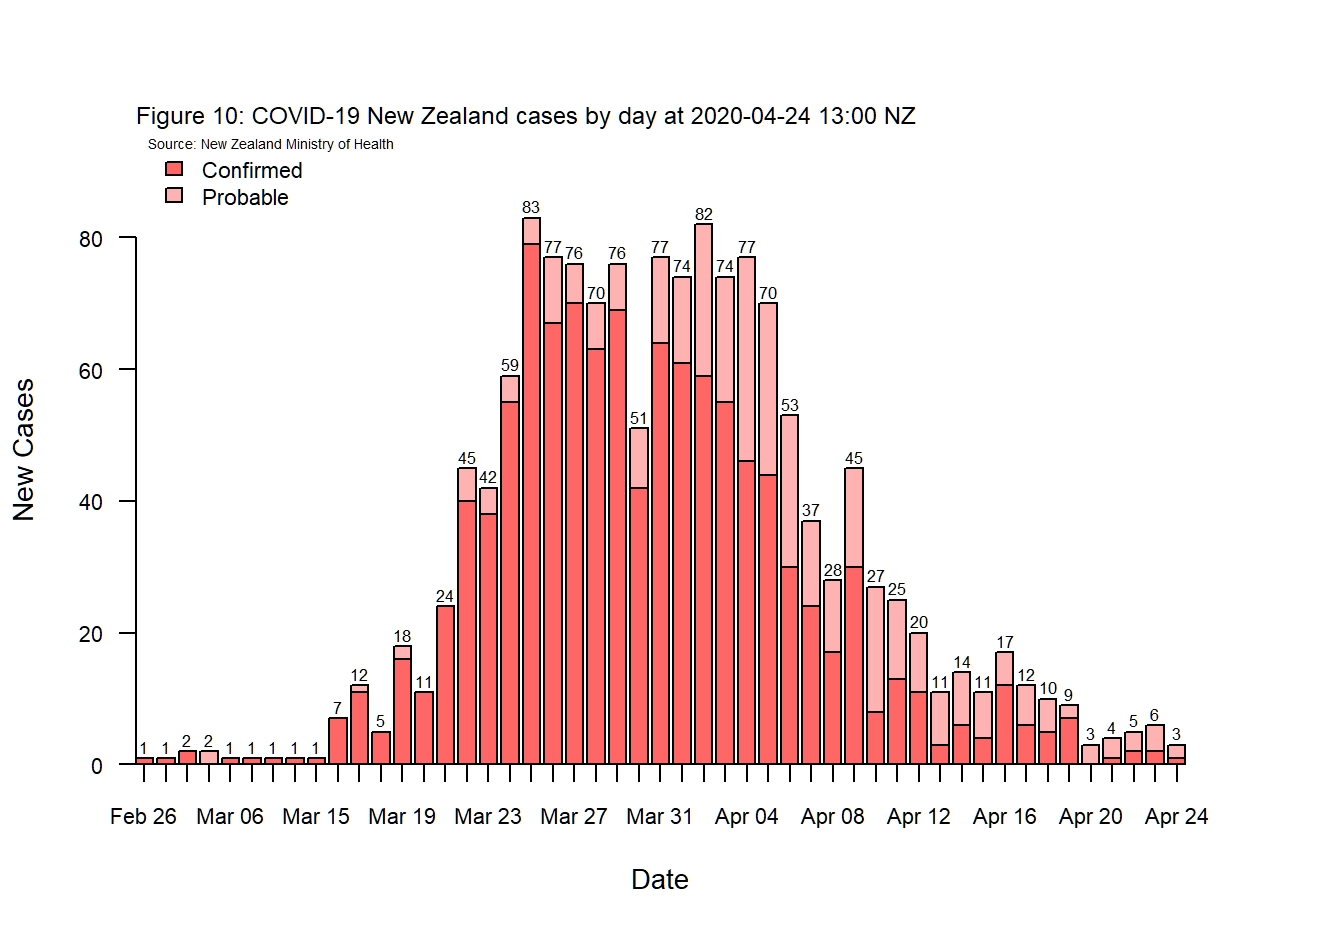 Figure 10: COVID-19 New Zealand cases by day at 2020-04-24 13:00 NZ
Source: New Zealand Ministry of Health
Confirmed
Probable
New Cases
80
60
40
20
0
1 1 2 2 1 1 1 1 1 7 12 5 18 11 24 45 42 59 83 77 76 70 76 51 77 74 82 74 77 70 53 37 28 45 27 25 20 11 14 11 17 12 10 9 3 4 5 6 3
Feb 26 Mar 06 Mar 15 Mar 19 Mar 23 Mar 27 Mar 31 Apr 04 Apr 08 Apr 12 Apr 16 Apr 20 Apr 24
Date